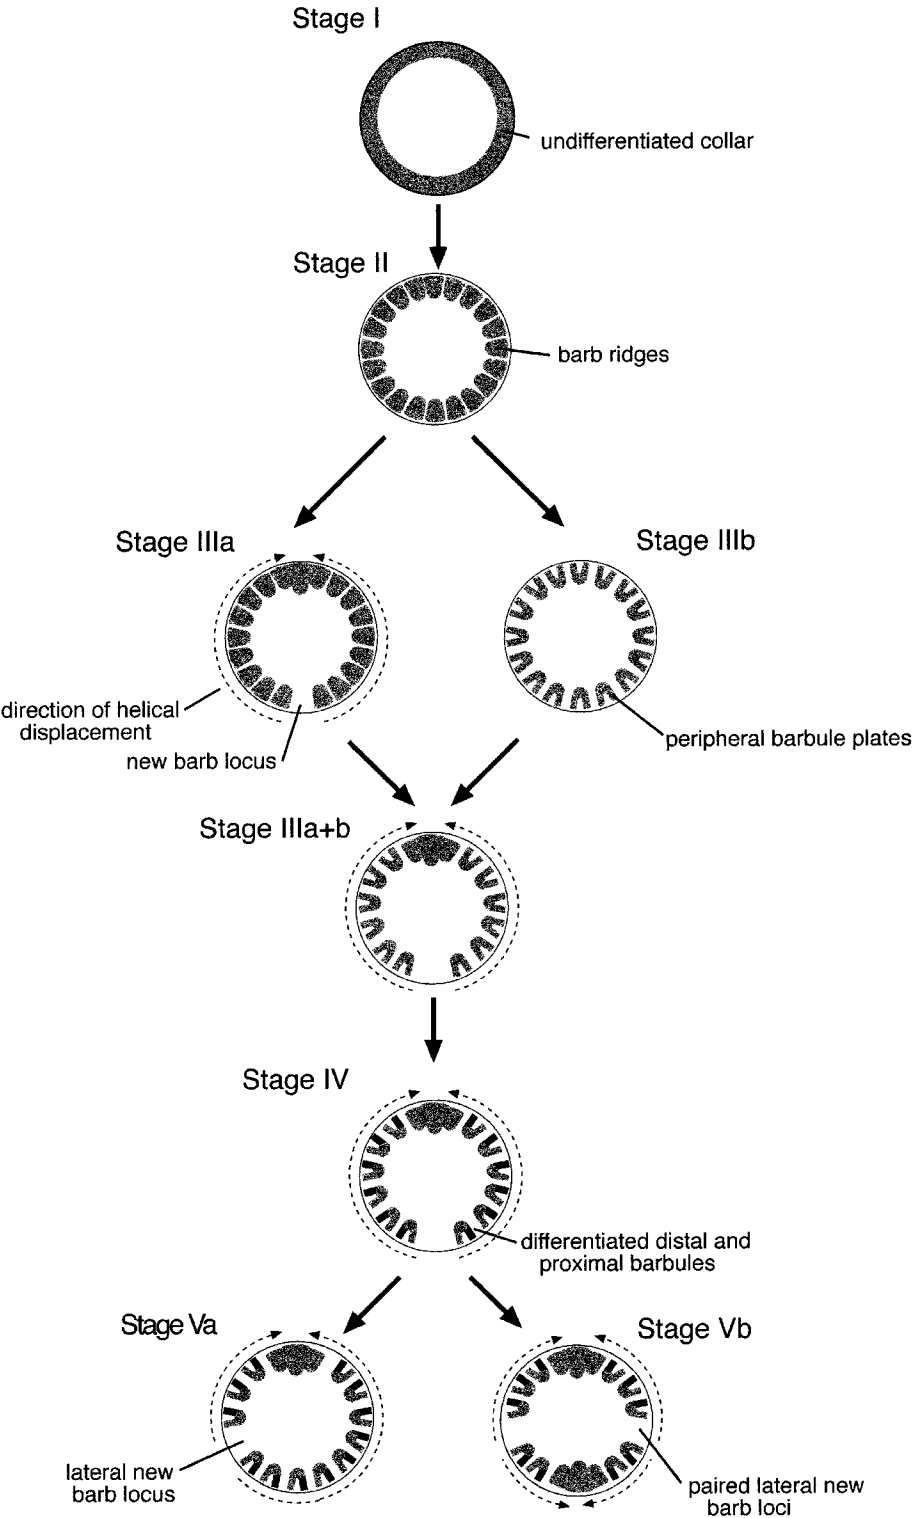 Stage I
undifferentiated collar
Stage II
barb ridges
Stage IIIa
Stage IIIb
direction of helical
displacement
new barb locus
peripheral barbule plates
Stage IIIa+b
Stage IV
differentiated distal and
proximal barbules
Stage Va
Stage Vb
lateral new
barb locus
paired lateral new
barb loci